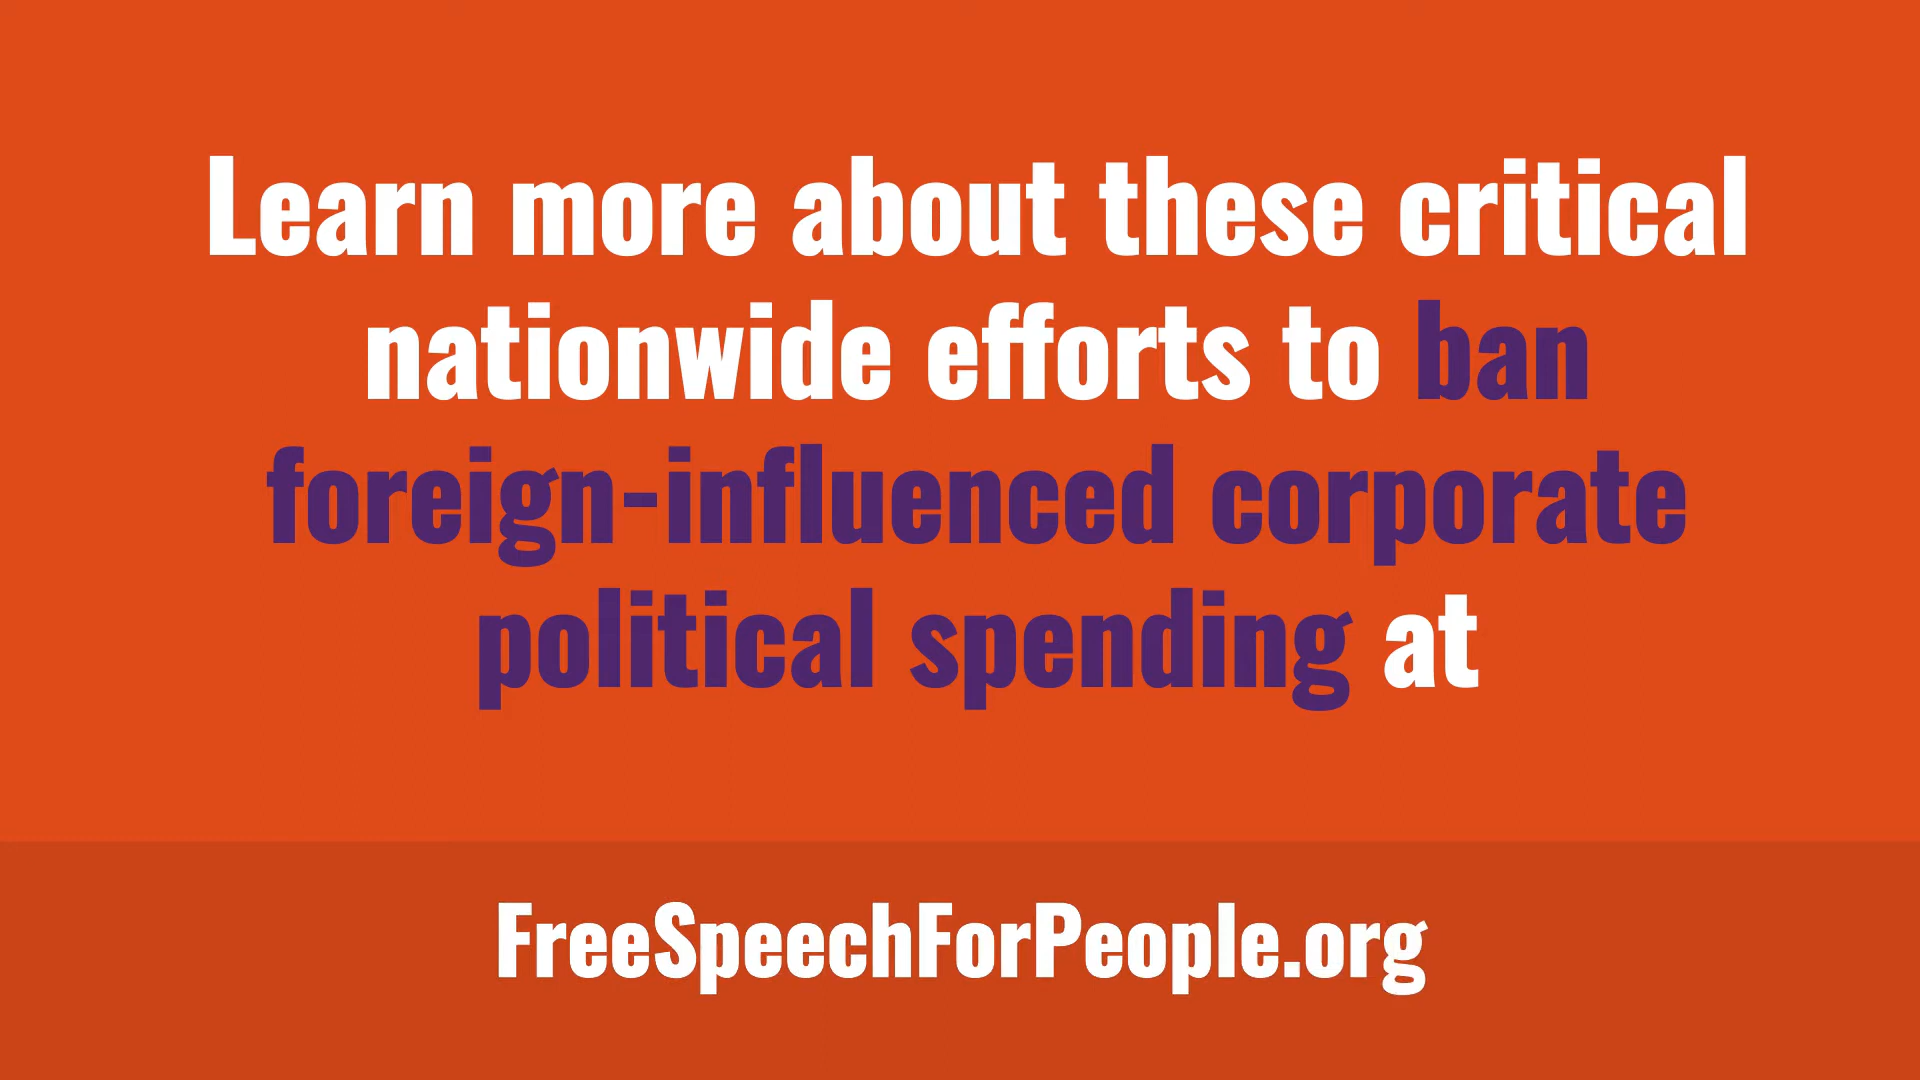 Learn more about these critical
nationwide efforts to ban
foreign-influenced corporate
political spending at
FreeSpeechForPeople.org